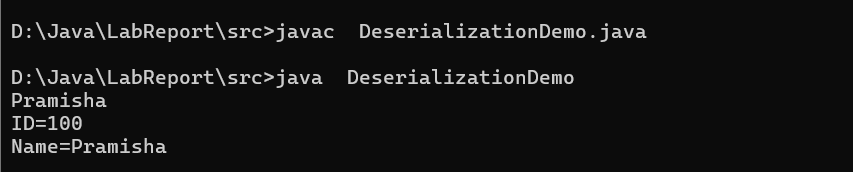 D:\Java\LabReport\src>javac  DeserializationDemo.java
D:\Java\LabReport\src>java  DeserializationDemo
Pramisha
ID=100
Name=Pramisha